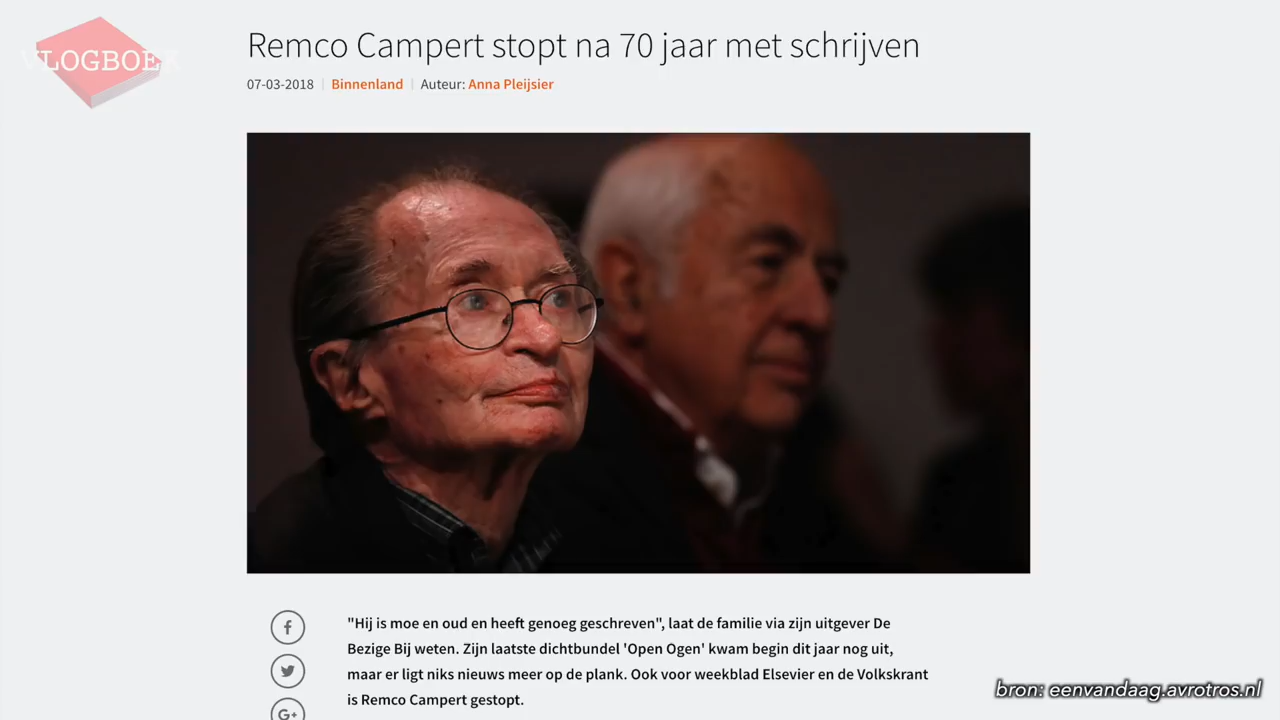 VLOGBOEK
Remco Campert stopt na 70 jaar met schrijven
07-03-2018 | Binnenland | Auteur: Anna Pleijsier
"Hij is moe en oud en heeft genoeg geschreven", laat de familie via zijn uitgever De
Bezige Bij weten. Zijn laatste dichtbundel 'Open Ogen' kwam begin dit jaar nog uit,
maar er ligt niks nieuws meer op de plank. Ook voor weekblad Elsevier en de Volkskrant
is Remco Campert gestopt.
G+
bron: eenvandaag.avrotros.nl